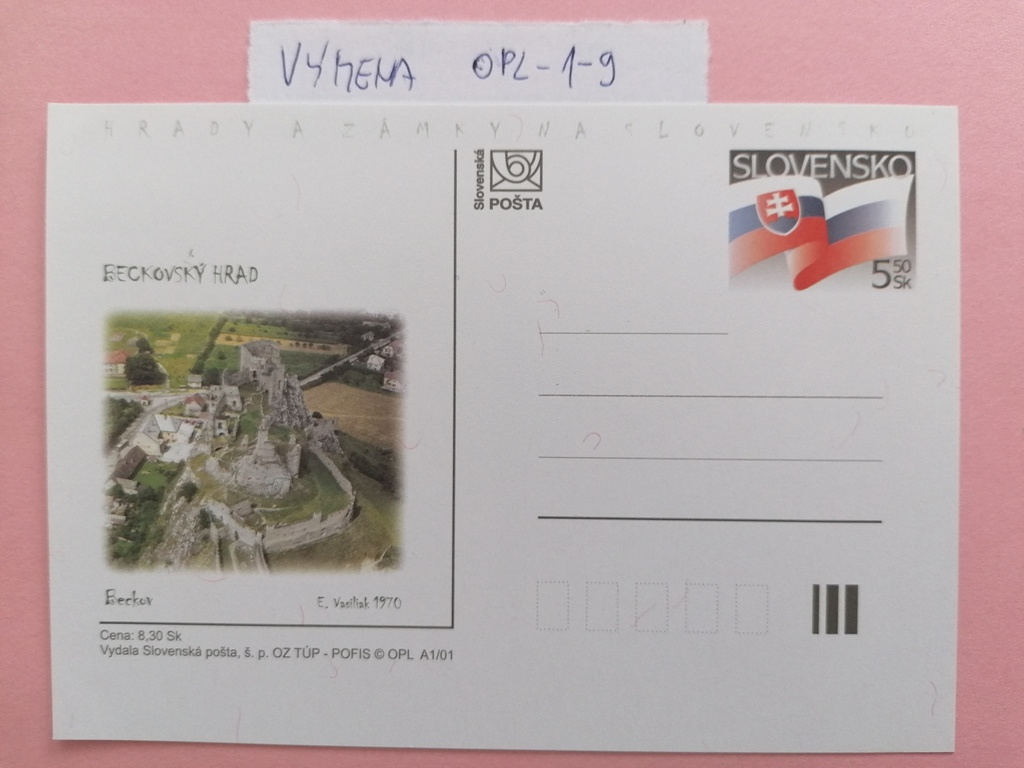 VÝMENA OPL-1-9
HRADY A ZÁMKY NA SLOVENSKU
Slovenská
POŠTA
SLOVENSKO
5 50
Sk
BECKOVSKÝ HRAD
Beckov E. Vasiliak 1970
Cena: 8,30 Sk
Vydala Slovenská pošta, š. p. OZ TÚP - POFIS © OPL A1/01